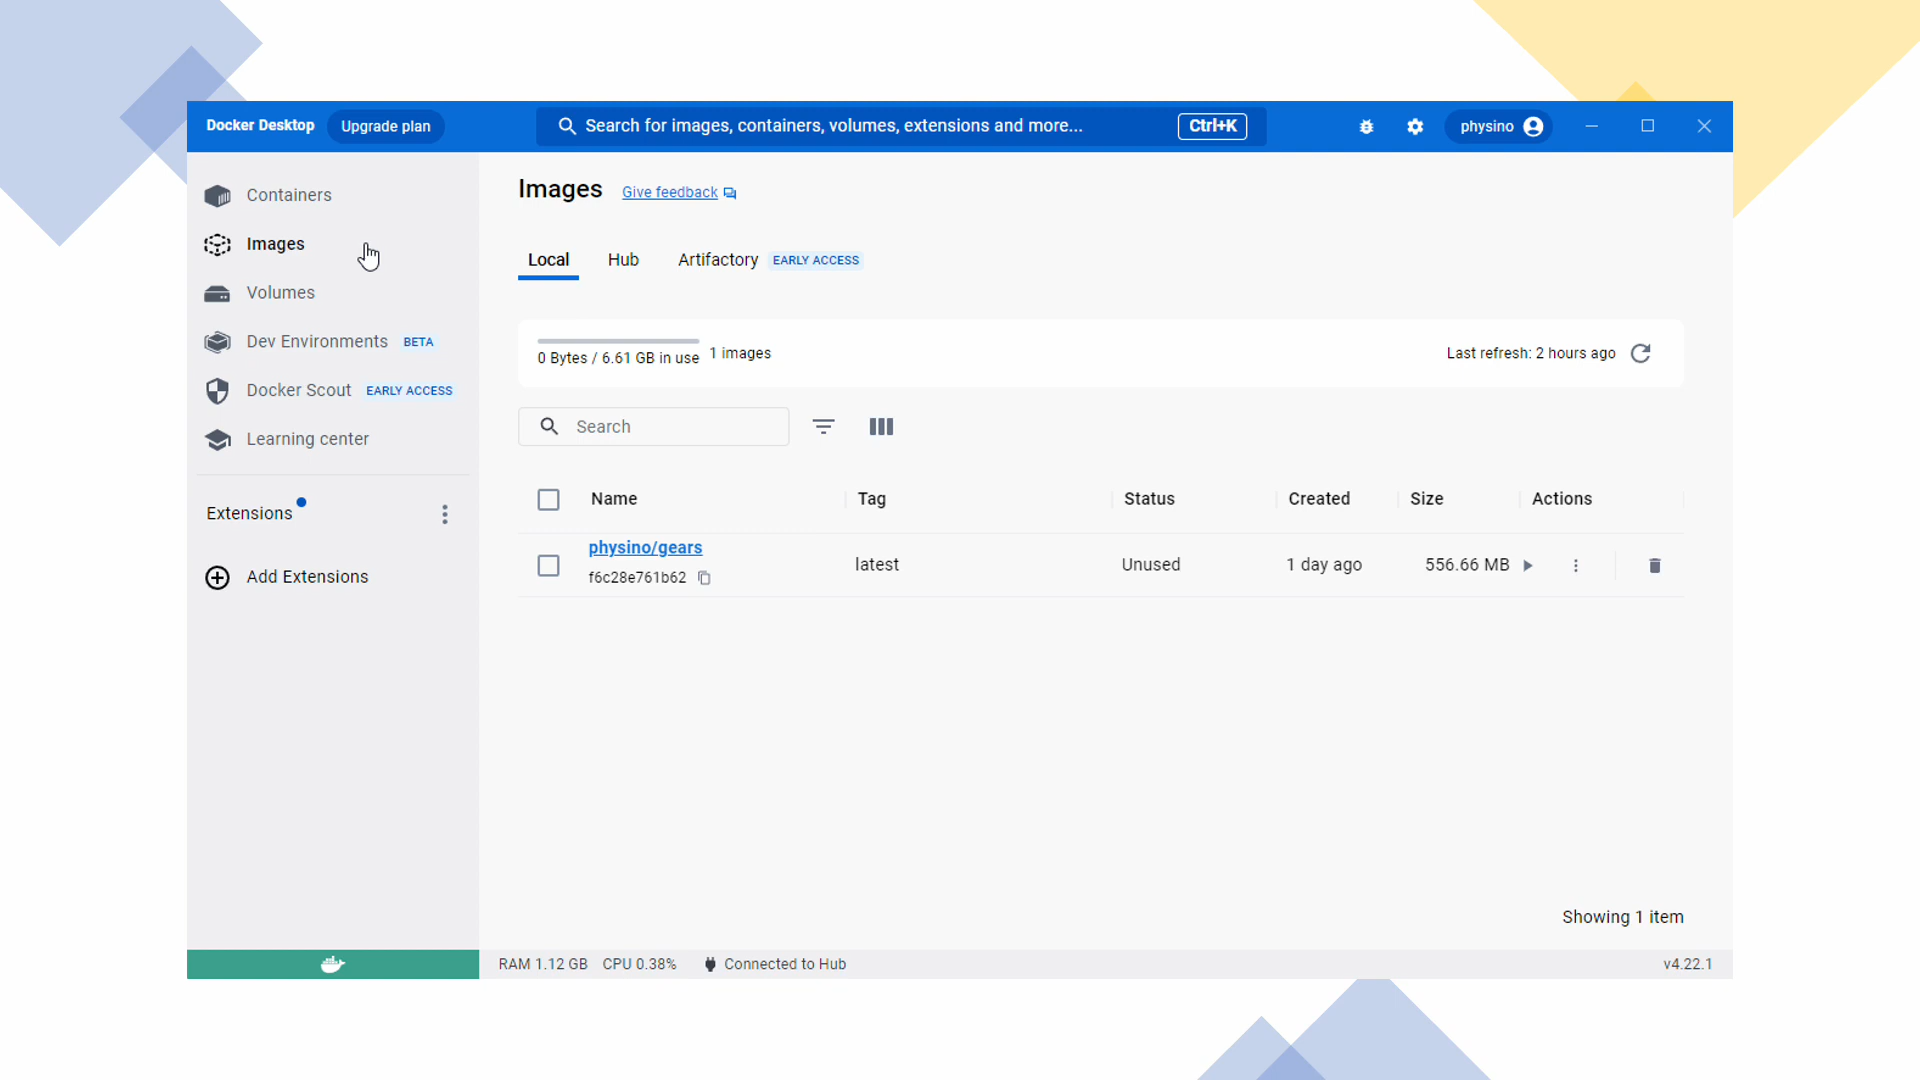 Docker Desktop
Upgrade plan
Search for images, containers, volumes, extensions and more...
Ctrl+K
physino
Containers
Images
Volumes
Dev Environments BETA
Docker Scout EARLY ACCESS
Learning center
Extensions
Add Extensions
Images Give feedback
Local Hub Artifactory EARLY ACCESS
0 Bytes / 6.61 GB in use 1 images
Last refresh: 2 hours ago
Search
Name Tag Status Created Size Actions
physino/gears
f6c28e761b62
latest Unused 1 day ago 556.66 MB
Showing 1 item
RAM 1.12 GB CPU 0.38% Connected to Hub
v4.22.1